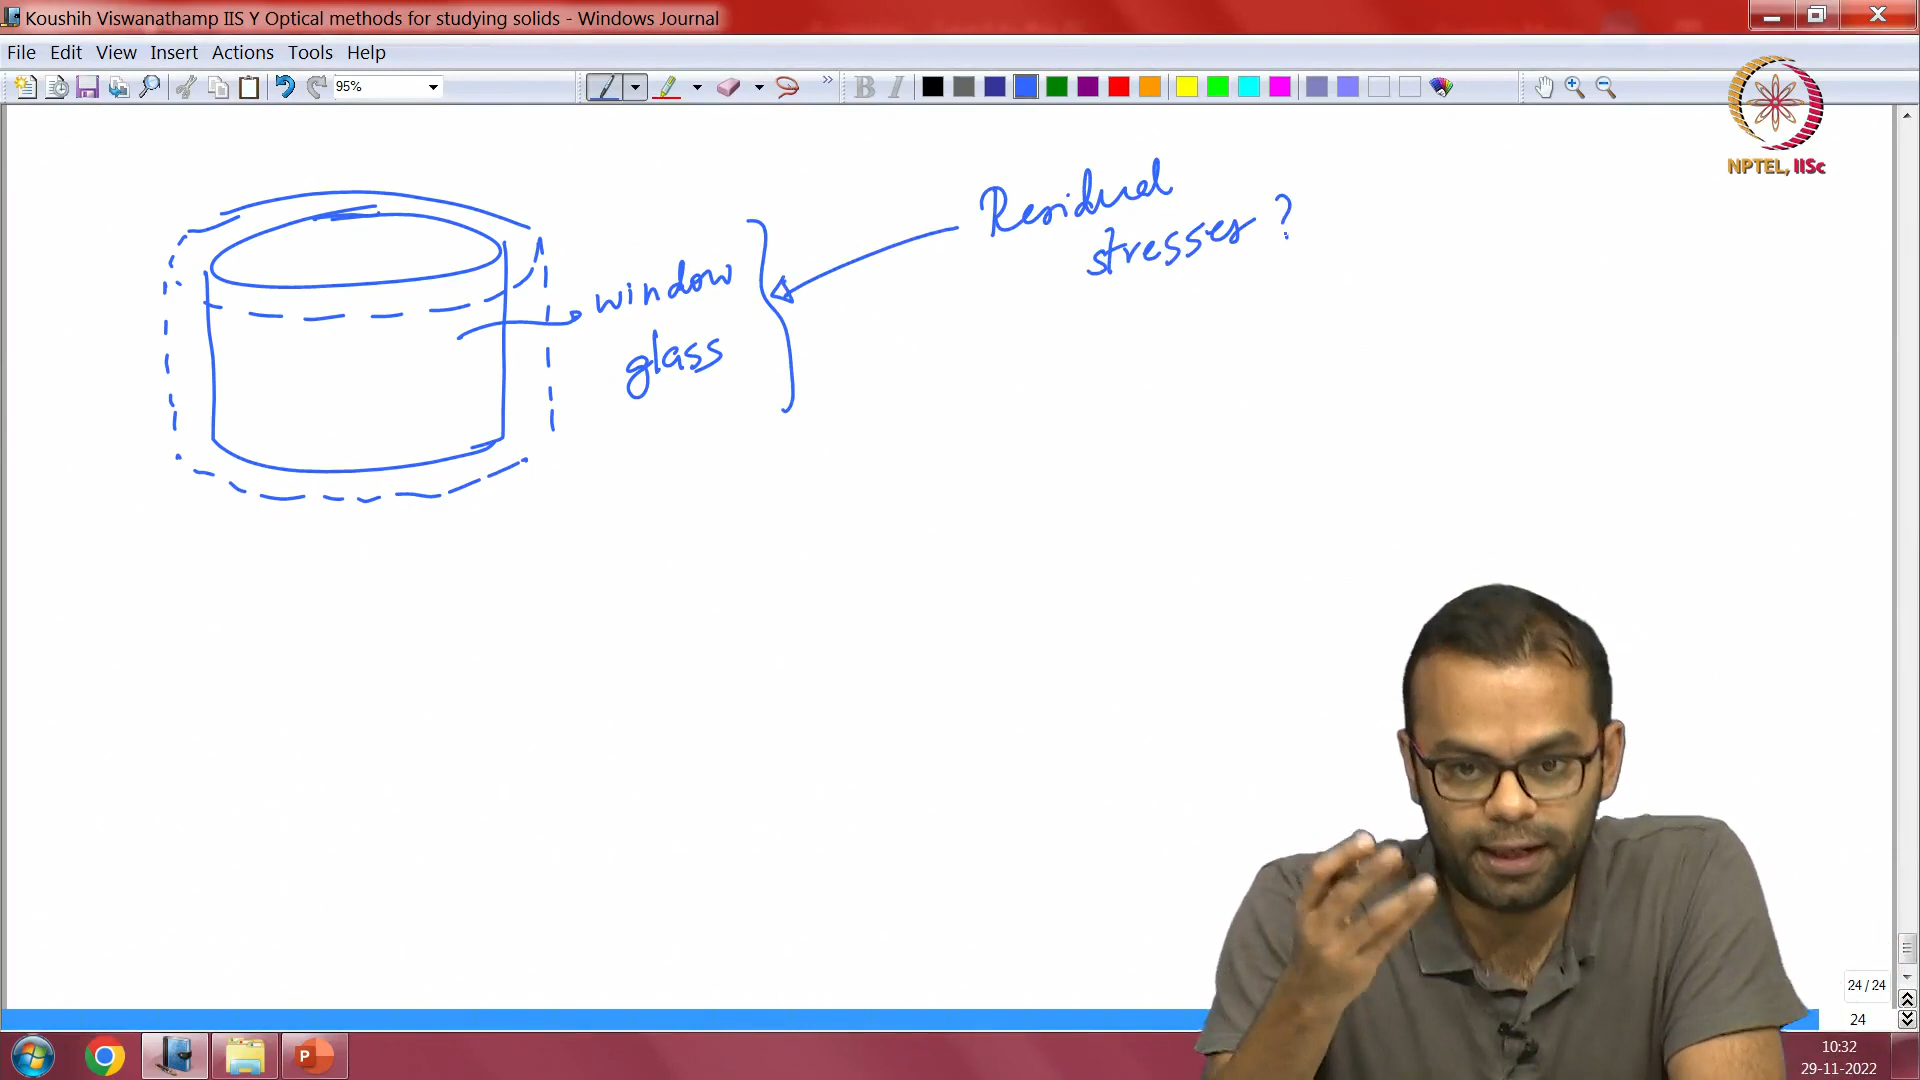 Koushih Viswanathamp IIS Y Optical methods for studying solids - Windows Journal
File Edit View Insert Actions Tools Help
95%
B I
NPTEL, IISc
Residual
stresses ?
window
glass
24 / 24
24
P
10:32
29-11-2022